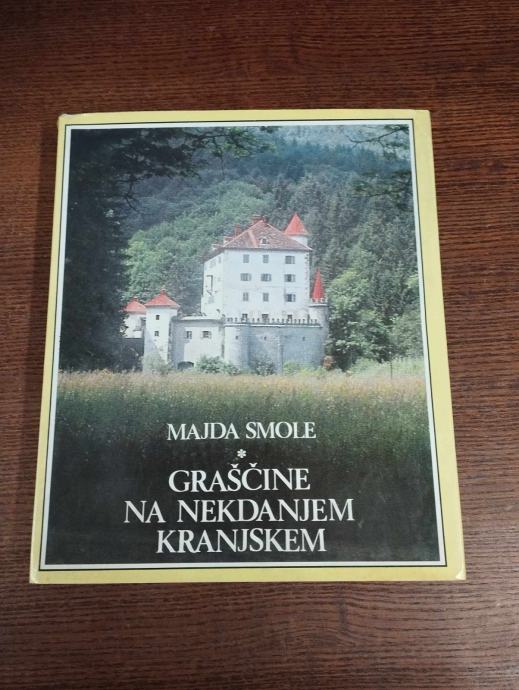 MAJDA SMOLE
*
GRAŠČINE
NA NEKDANJEM
KRANJSKEM